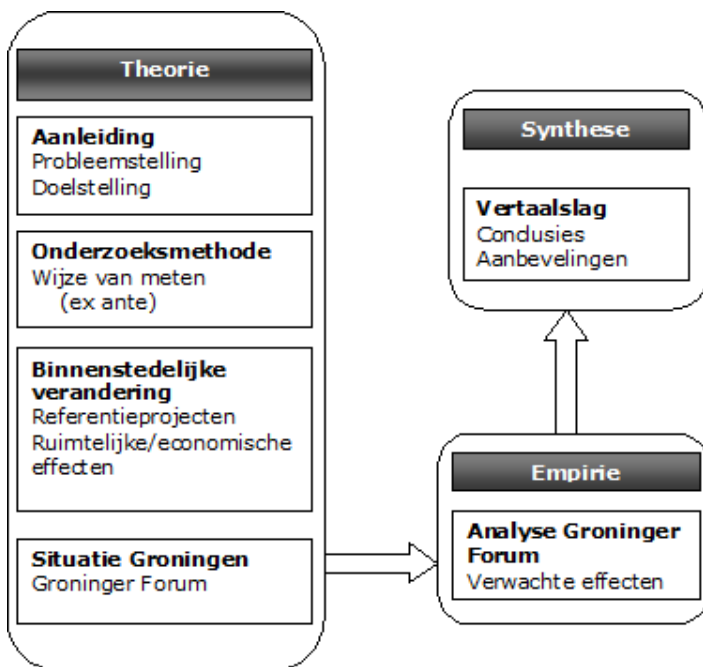 Theorie
Aanleiding
Probleemstelling
Doelstelling
Onderzoeksmethode
Wijze van meten
(ex ante)
Binnenstedelijke
verandering
Referentieprojecten
Ruimtelijke/economische
effecten
Situatie Groningen
Groninger Forum
Empirie
Analyse Groninger
Forum
Verwachte effecten
Synthese
Vertaalslag
Conclusies
Aanbevelingen